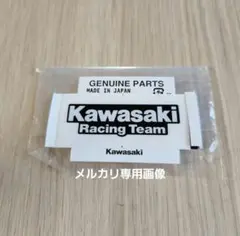 GENUINE PARTS
MADE IN JAPAN
Kawasaki
Racing Team
メルカリ専用画像
Kawasaki